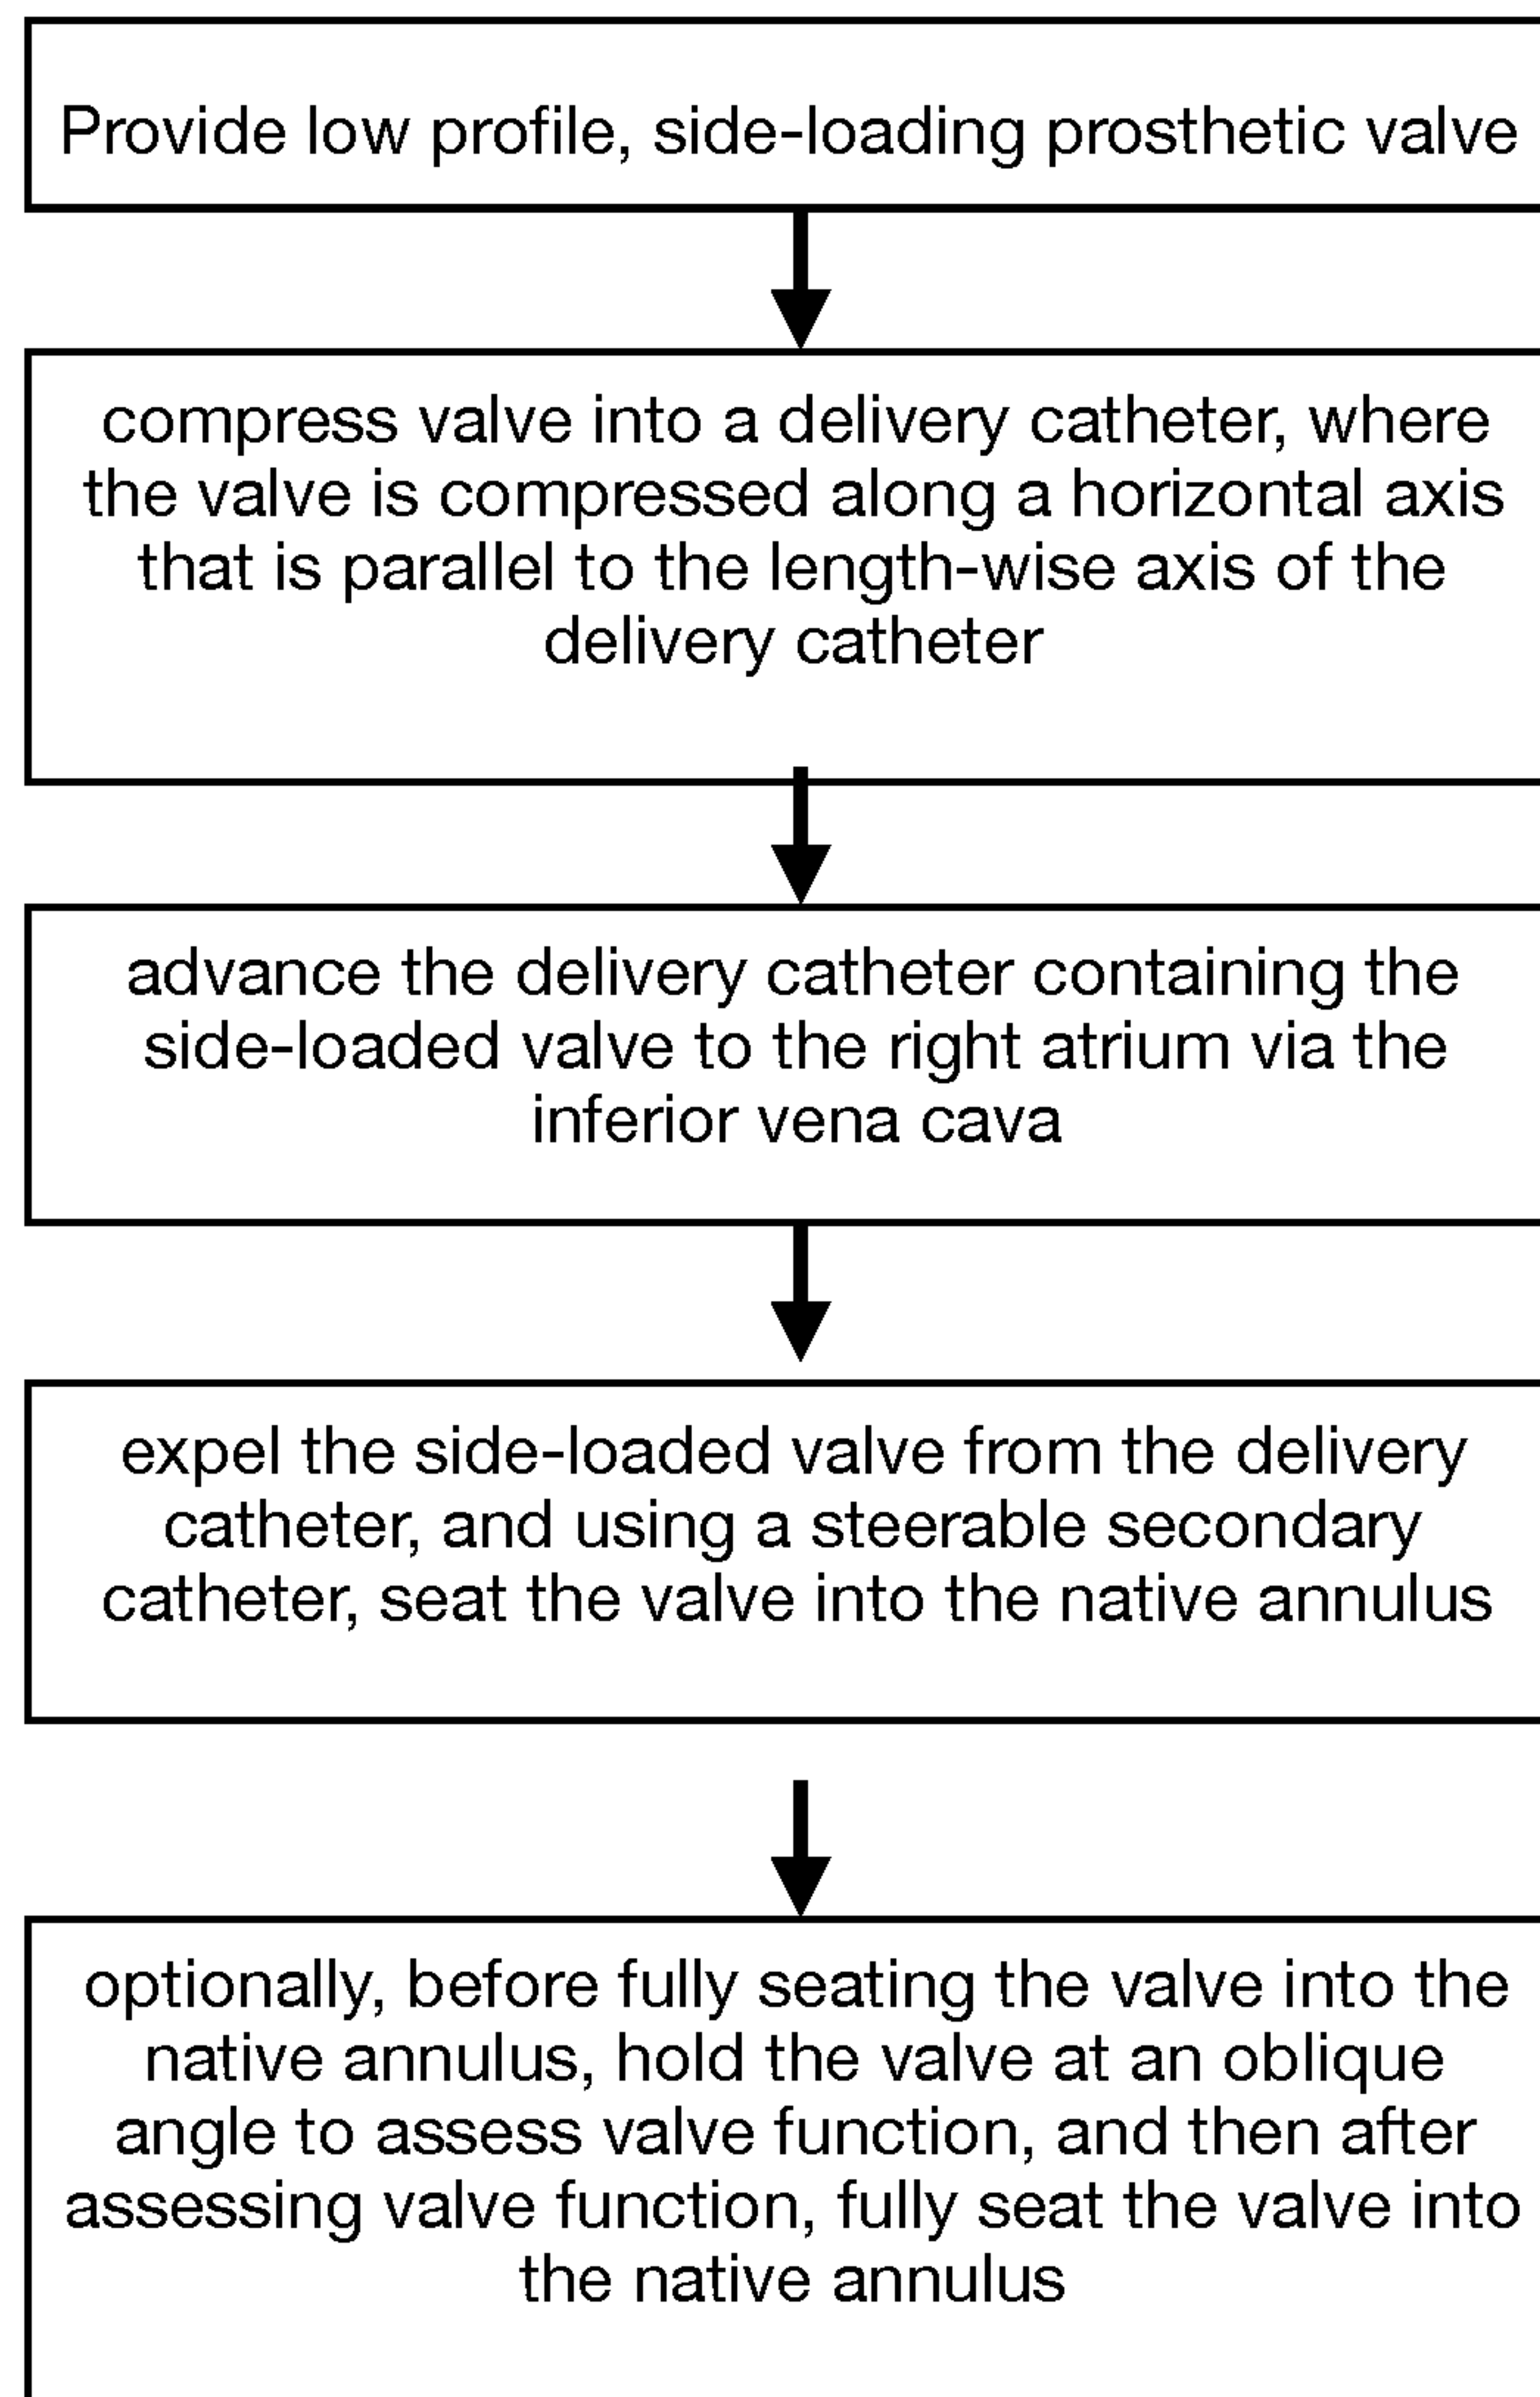 Provide low profile, side-loading prosthetic valve
compress valve into a delivery catheter, where
the valve is compressed along a horizontal axis
that is parallel to the length-wise axis of the
delivery catheter
advance the delivery catheter containing the
side-loaded valve to the right atrium via the
inferior vena cava
expel the side-loaded valve from the delivery
catheter, and using a steerable secondary
catheter, seat the valve into the native annulus
optionally, before fully seating the valve into the
native annulus, hold the valve at an oblique
angle to assess valve function, and then after
assessing valve function, fully seat the valve into
the native annulus